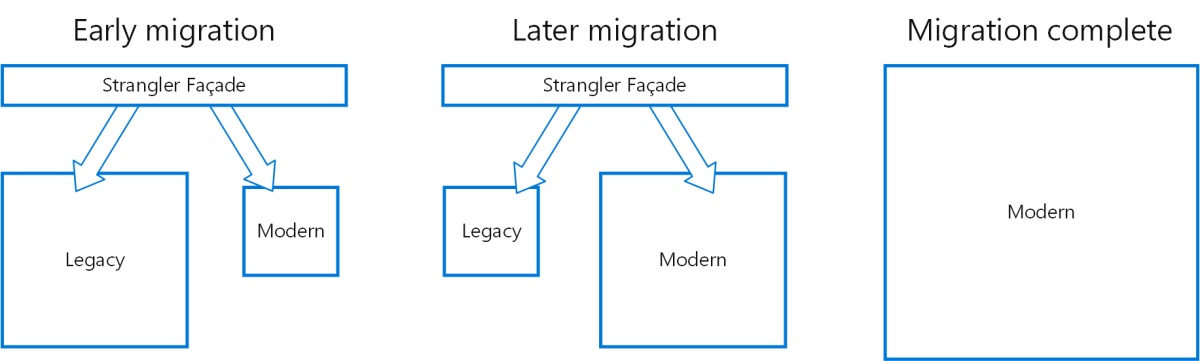 Early migration
Strangler Façade
Legacy
Modern
Later migration
Strangler Façade
Legacy
Modern
Migration complete
Modern